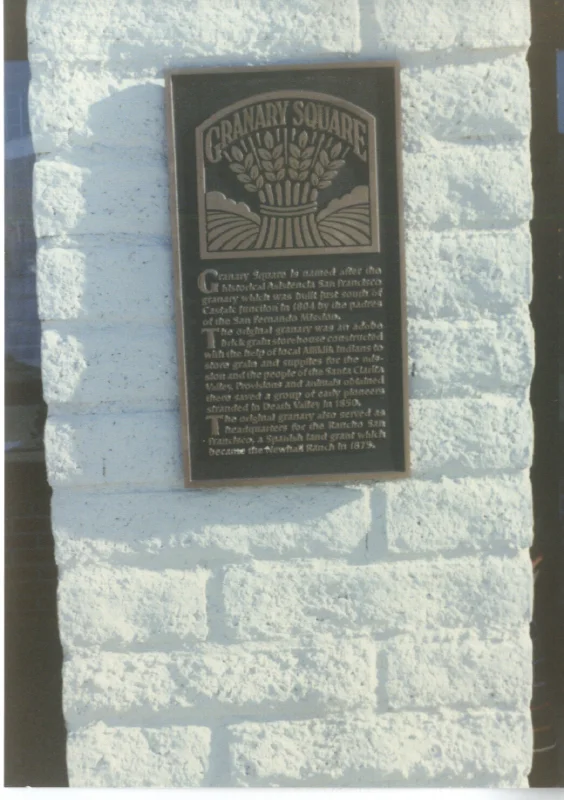 GRANARY SQUARE
Granary Square is named after the
historical Asistencia San Francisco
granary which was built just south of
Castaic Junction in 1804 by the padres
of the San Fernando Mission.
The original granary was an adobe
brick grain storehouse constructed
with the help of local Alliklik Indians to
store grain and supplies for the mis-
sion and the people of the Santa Clarita
Valley. Provisions and animals obtained
there saved a group of early pioneers
stranded in Death Valley in 1850.
The original granary also served as
headquarters for the Rancho San
Francisco, a Spanish land grant which
became the Newhall Ranch in 1875.